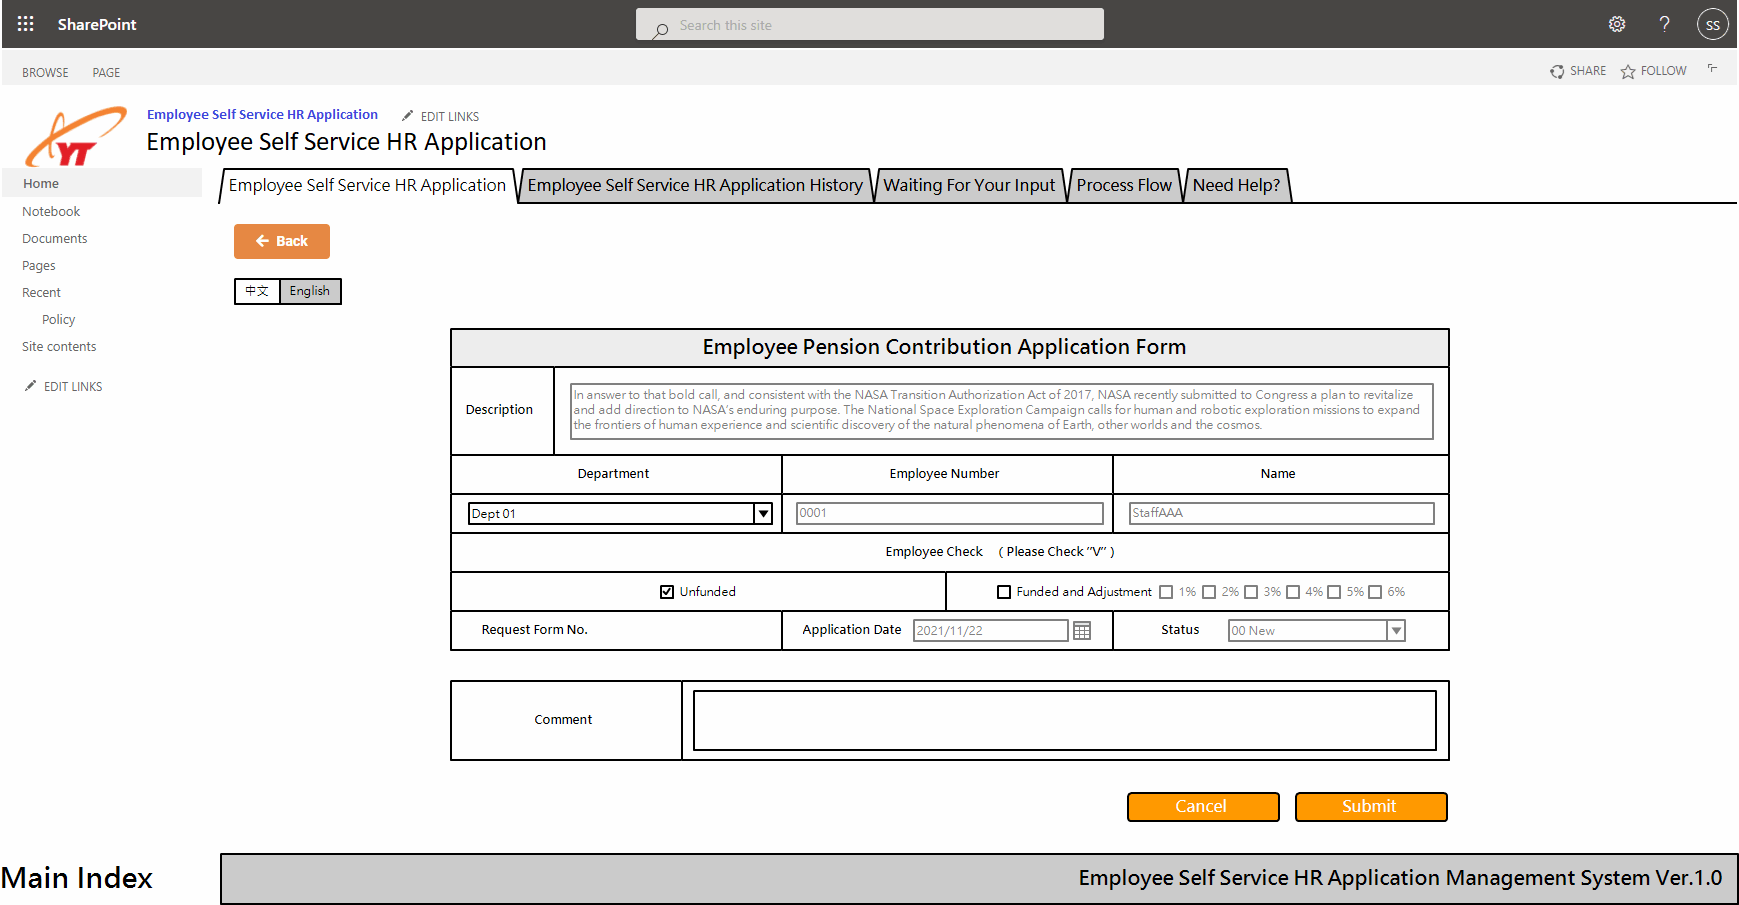 SharePoint
Search this site
?
SS
BROWSE
PAGE
SHARE
FOLLOW
YT
Employee Self Service HR Application
EDIT LINKS
Employee Self Service HR Application
Home
Notebook
Documents
Pages
Recent
Policy
Site contents
EDIT LINKS
Employee Self Service HR Application
Employee Self Service HR Application History
Waiting For Your Input
Process Flow
Need Help?
Back
中文
English
Employee Pension Contribution Application Form
Description
In answer to that bold call, and consistent with the NASA Transition Authorization Act of 2017, NASA recently submitted to Congress a plan to revitalize
and add direction to NASA's enduring purpose. The National Space Exploration Campaign calls for human and robotic exploration missions to expand
the frontiers of human experience and scientific discovery of the natural phenomena of Earth, other worlds and the cosmos.
Department
Employee Number
Name
Dept 01
0001
StaffAAA
Employee Check ( Please Check "V" )
Unfunded
Funded and Adjustment 1% 2% 3% 4% 5% 6%
Request Form No.
Application Date
2021/11/22
Status
00 New
Comment
Cancel
Submit
Main Index
Employee Self Service HR Application Management System Ver.1.0